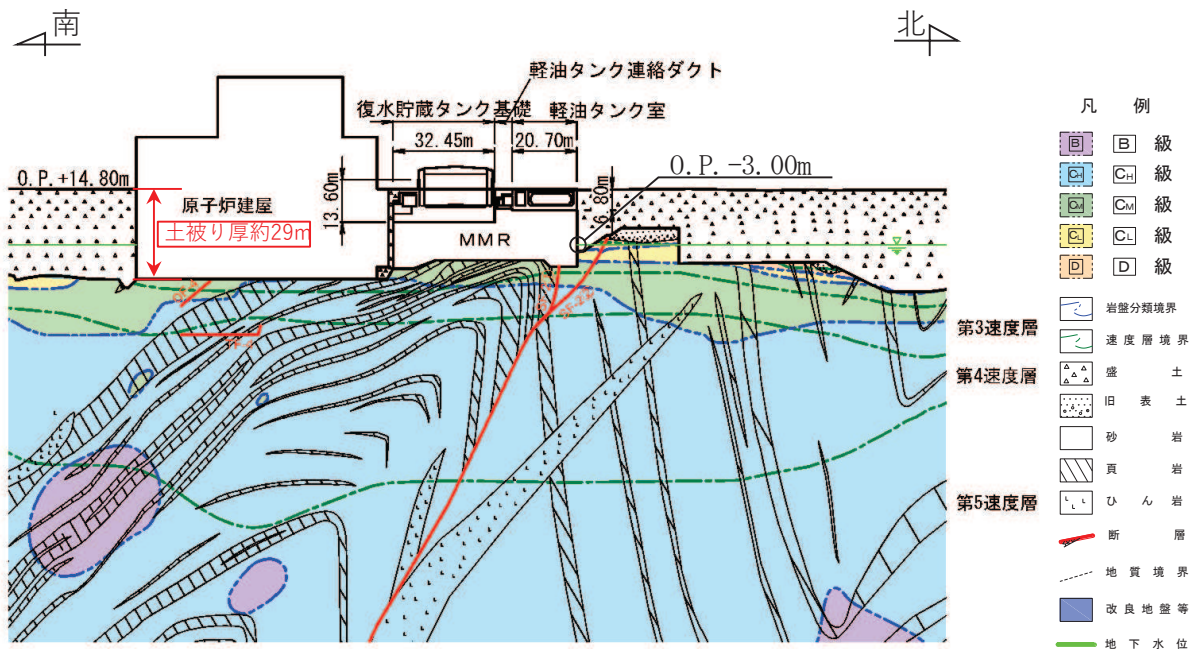 南
北
軽油タンク連絡ダクト
復水貯蔵タンク基礎
軽油タンク室
32.45m
20.70m
O.P.-3.00m
O.P.+14.80m
13.60m
6.80m
原子炉建屋
土被り厚約29m
MMR
第3速度層
第4速度層
第5速度層
凡 例
B B 級
CH CH 級
CM CM 級
CL CL 級
D D 級
岩盤分類境界
速度層境界
盛 土
旧 表 土
砂 岩
頁 岩
ひ ん 岩
断 層
地 質 境 界
改 良 地 盤 等
地 下 水 位